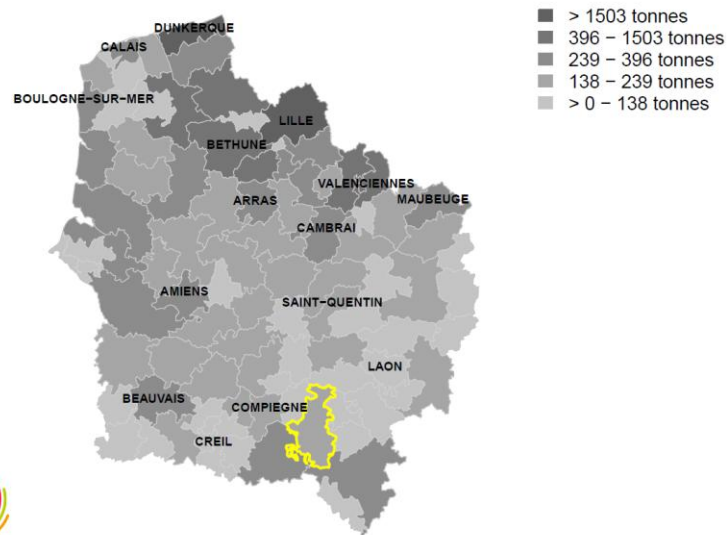 > 1503 tonnes
396 − 1503 tonnes
239 − 396 tonnes
138 − 239 tonnes
> 0 − 138 tonnes
DUNKERQUE
CALAIS
BOULOGNE−SUR−MER
LILLE
BETHUNE
VALENCIENNES
ARRAS
MAUBEUGE
CAMBRAI
AMIENS
SAINT−QUENTIN
LAON
BEAUVAIS
COMPIEGNE
CREIL